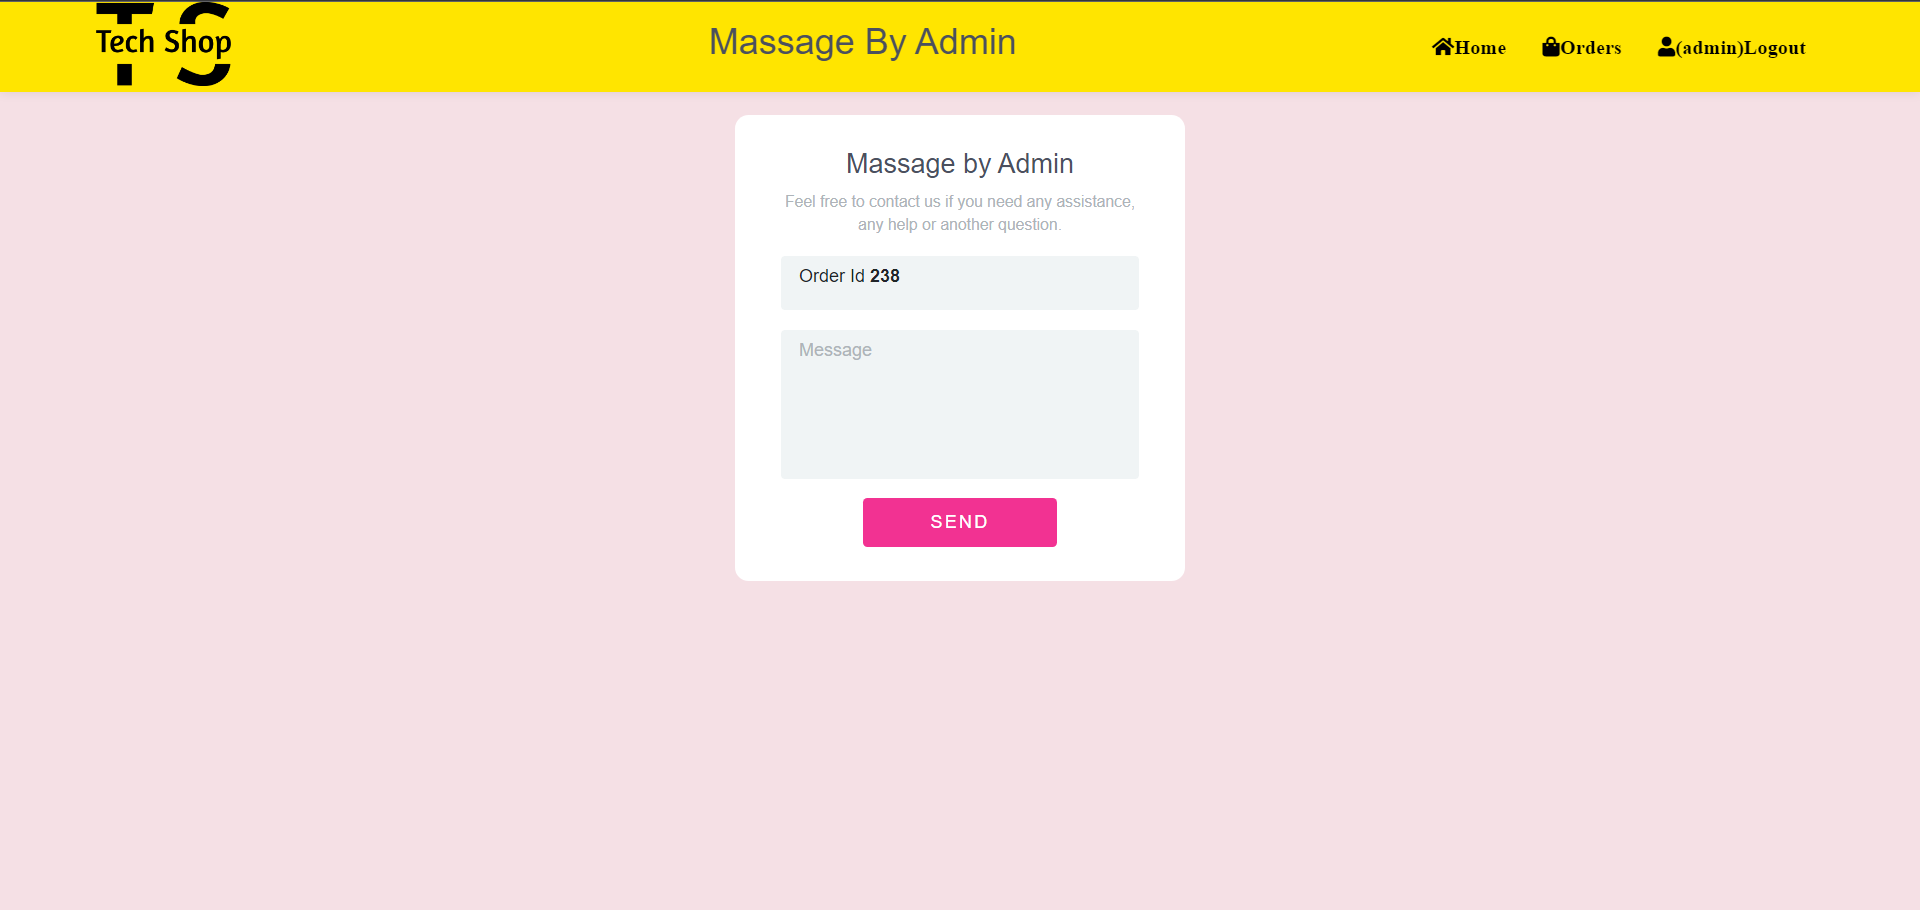 T S
Tech Shop
Massage By Admin
Home
Orders
(admin)Logout
Massage by Admin
Feel free to contact us if you need any assistance,
any help or another question.
Order Id 238
Message
SEND